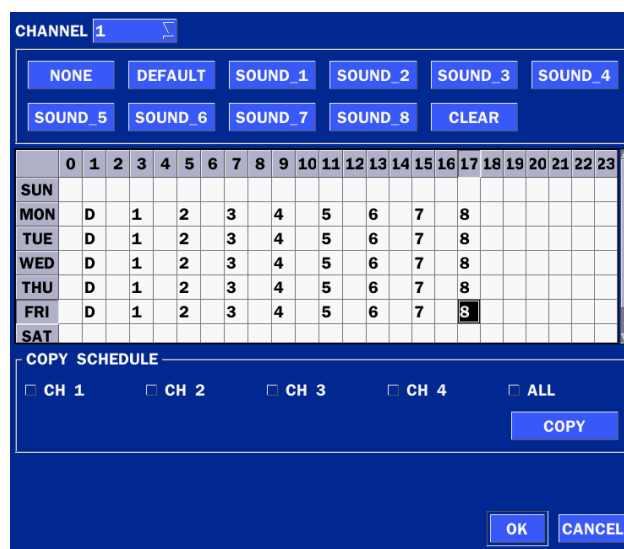 CHANNEL 1
NONE DEFAULT SOUND_1 SOUND_2 SOUND_3 SOUND_4
SOUND_5 SOUND_6 SOUND_7 SOUND_8 CLEAR
0 1 2 3 4 5 6 7 8 9 10 11 12 13 14 15 16 17 18 19 20 21 22 23
SUN
MON D 1 2 3 4 5 6 7 8
TUE D 1 2 3 4 5 6 7 8
WED D 1 2 3 4 5 6 7 8
THU D 1 2 3 4 5 6 7 8
FRI D 1 2 3 4 5 6 7 8
SAT
COPY SCHEDULE
CH 1 CH 2 CH 3 CH 4 ALL
COPY
OK CANCEL